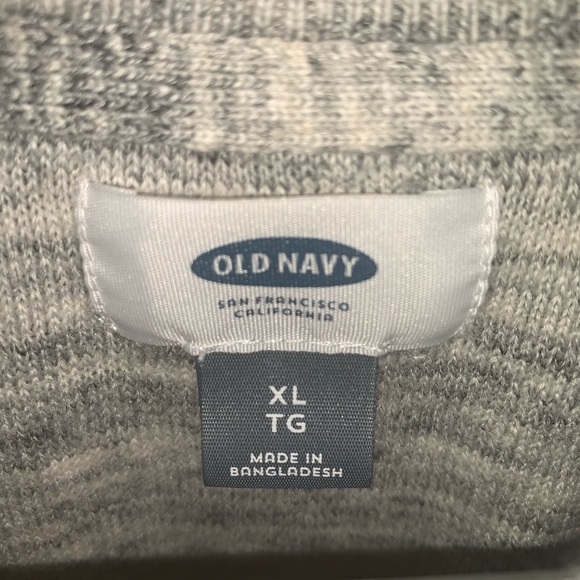 OLD NAVY
SAN FRANCISCO
CALIFORNIA
XL
TG
MADE IN
BANGLADESH